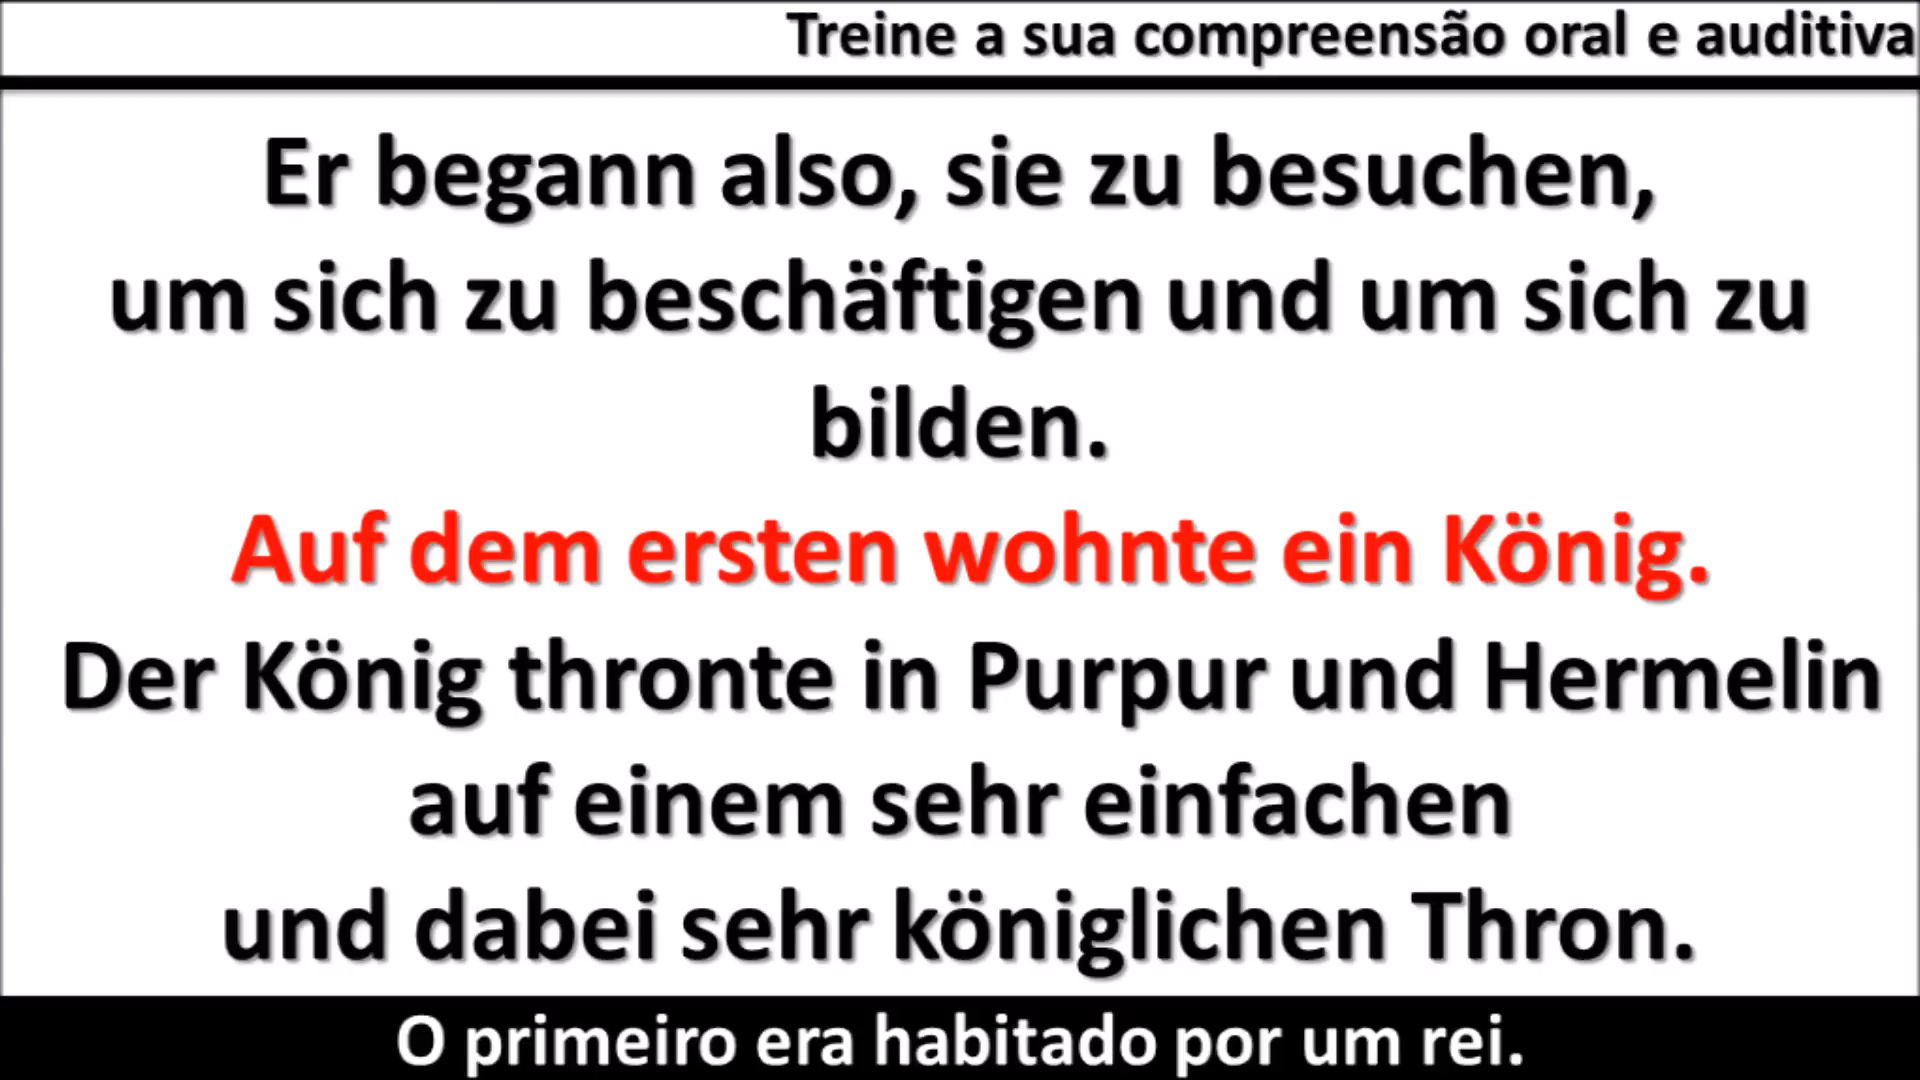 Treine a sua compreensão oral e auditiva
Er begann also, sie zu besuchen,
um sich zu beschäftigen und um sich zu
bilden.
Auf dem ersten wohnte ein König.
Der König thronte in Purpur und Hermelin
auf einem sehr einfachen
und dabei sehr königlichen Thron.
O primeiro era habitado por um rei.